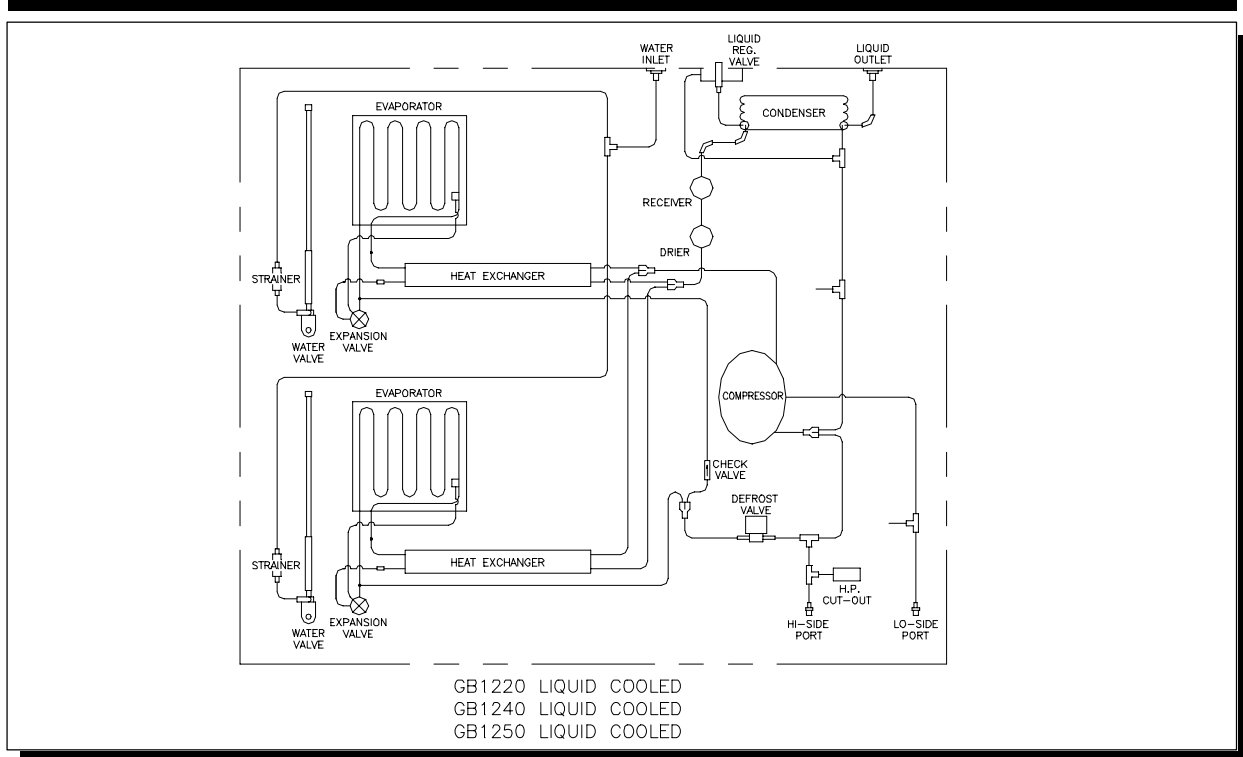 WATER
INLET
LIQUID
REG.
VALVE
LIQUID
OUTLET
EVAPORATOR
CONDENSER
RECEIVER
DRIER
STRAINER
HEAT EXCHANGER
EXPANSION
VALVE
WATER
VALVE
EVAPORATOR
COMPRESSOR
CHECK
VALVE
DEFROST
VALVE
STRAINER
HEAT EXCHANGER
H.P.
CUT-OUT
EXPANSION
VALVE
WATER
VALVE
HI-SIDE
PORT
LO-SIDE
PORT
GB1220 LIQUID COOLED
GB1240 LIQUID COOLED
GB1250 LIQUID COOLED